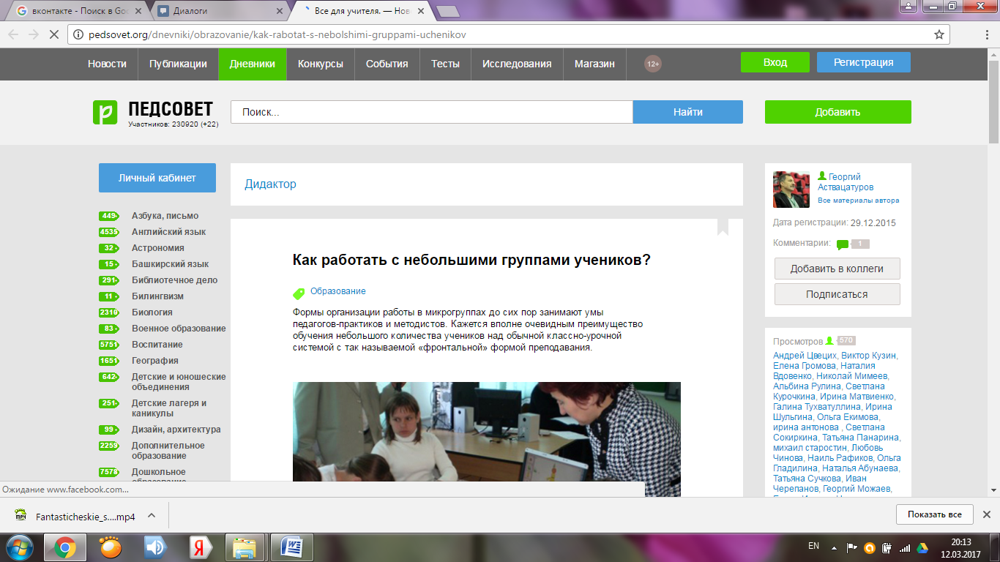 вконтакте - Поиск в Goo
Диалоги
Все для учителя. — Нов
pedsovet.org/dnevniki/obrazovanie/kak-rabotat-s-nebolshimi-gruppami-uchenikov
Новости Публикации Дневники Конкурсы События Тесты Исследования Магазин 12+ Вход Регистрация
ПЕДСОВЕТ
Участников: 230920 (+22)
Поиск... Найти Добавить
Личный кабинет
449 Азбука, письмо
4535 Английский язык
32 Астрономия
15 Башкирский язык
291 Библиотечное дело
11 Билингвизм
2310 Биология
83 Военное образование
5751 Воспитание
1651 География
642 Детские и юношеские
объединения
251 Детские лагеря и
каникулы
99 Дизайн, архитектура
2259 Дополнительное
образование
7578 Дошкольное
образование
Дидактор
Как работать с небольшими группами учеников?
Образование
Формы организации работы в микрогруппах до сих пор занимают умы
педагогов-практиков и методистов. Кажется вполне очевидным преимущество
обучения небольшого количества учеников над обычной классно-урочной
системой с так называемой «фронтальной» формой преподавания.
Георгий
Аствацатуров
Все материалы автора
Дата регистрации: 29.12.2015
Комментарии: 1
Добавить в коллеги
Подписаться
Просмотров 570
Андрей Цвецих, Виктор Кузин,
Елена Громова, Наталия
Вдовенко, Николай Мимеев,
Альбина Рулина, Светлана
Курочкина, Ирина Матвиенко,
Галина Тухватуллина, Ирина
Шульгина, Ольга Екимова,
ирина антонова , Светлана
Сокиркина, Татьяна Панарина,
михаил старостин, Любовь
Чинова, Наиль Рафиков, Ольга
Гладилина, Наталья Абунаева,
Татьяна Сучкова, Иван
Черепанов, Георгий Можаев,
Ожидание www.facebook.com...
Fantasticheskie_s....mp4
Показать все
EN
20:13
12.03.2017